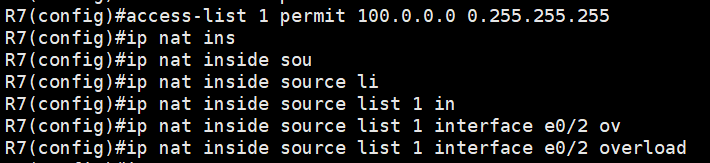 R7(config)#access-list 1 permit 100.0.0.0 0.255.255.255
R7(config)#ip nat ins
R7(config)#ip nat inside sou
R7(config)#ip nat inside source li
R7(config)#ip nat inside source list 1 in
R7(config)#ip nat inside source list 1 interface e0/2 ov
R7(config)#ip nat inside source list 1 interface e0/2 overload